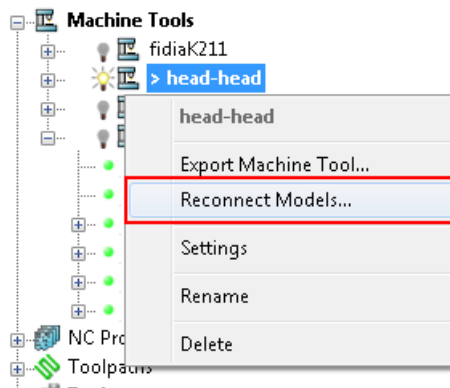 Machine Tools
fidiaK211
> head-head
head-head
Export Machine Tool...
Reconnect Models...
Settings
Rename
Delete
NC Pro
Toolpaths